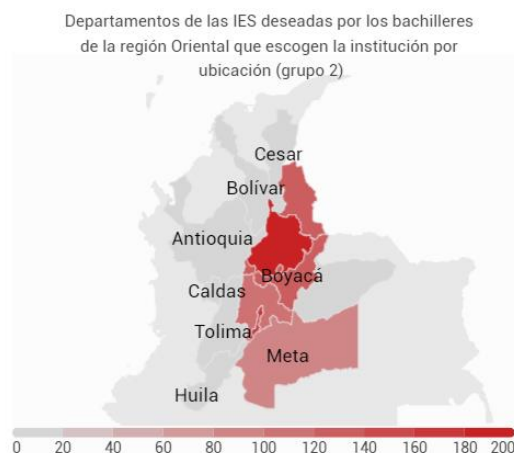 Departamentos de las IES deseadas por los bachilleres
de la región Oriental que escogen la institución por
ubicación (grupo 2)
Cesar
Bolívar
Antioquia
Boyacá
Caldas
Tolima
Meta
Huila
0 20 40 60 80 100 120 140 160 180 200